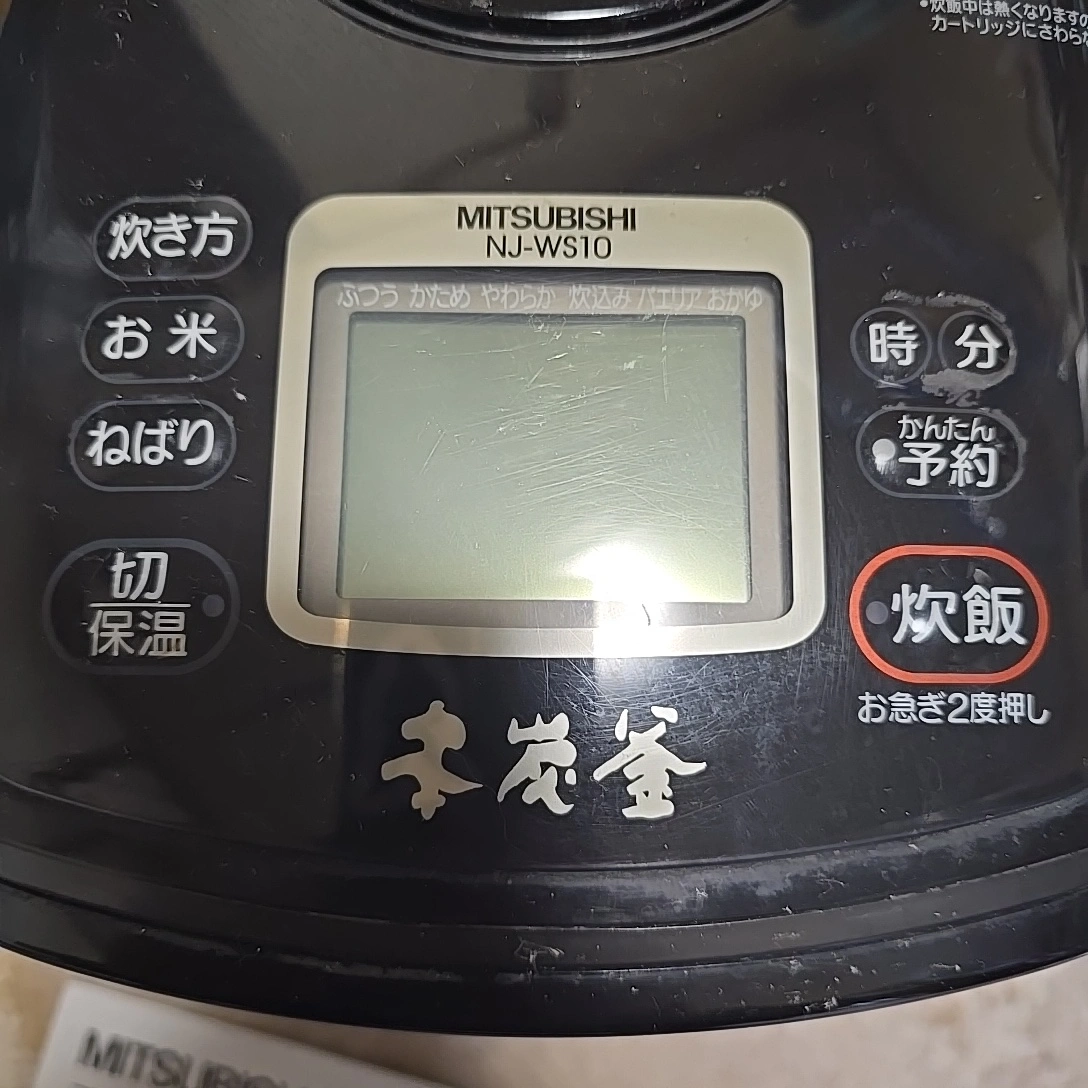 •炊飯中は熱くなりますの
カートリッジにさわらな
MITSUBISHI
NJ-WS10
ふつう かため やわらか 炊込み パエリア おかゆ
炊き方
お米
ねばり
切
保温
時 分
かんたん
予約
炊飯
お急ぎ2度押し
本炭釜
MITSUBISHI